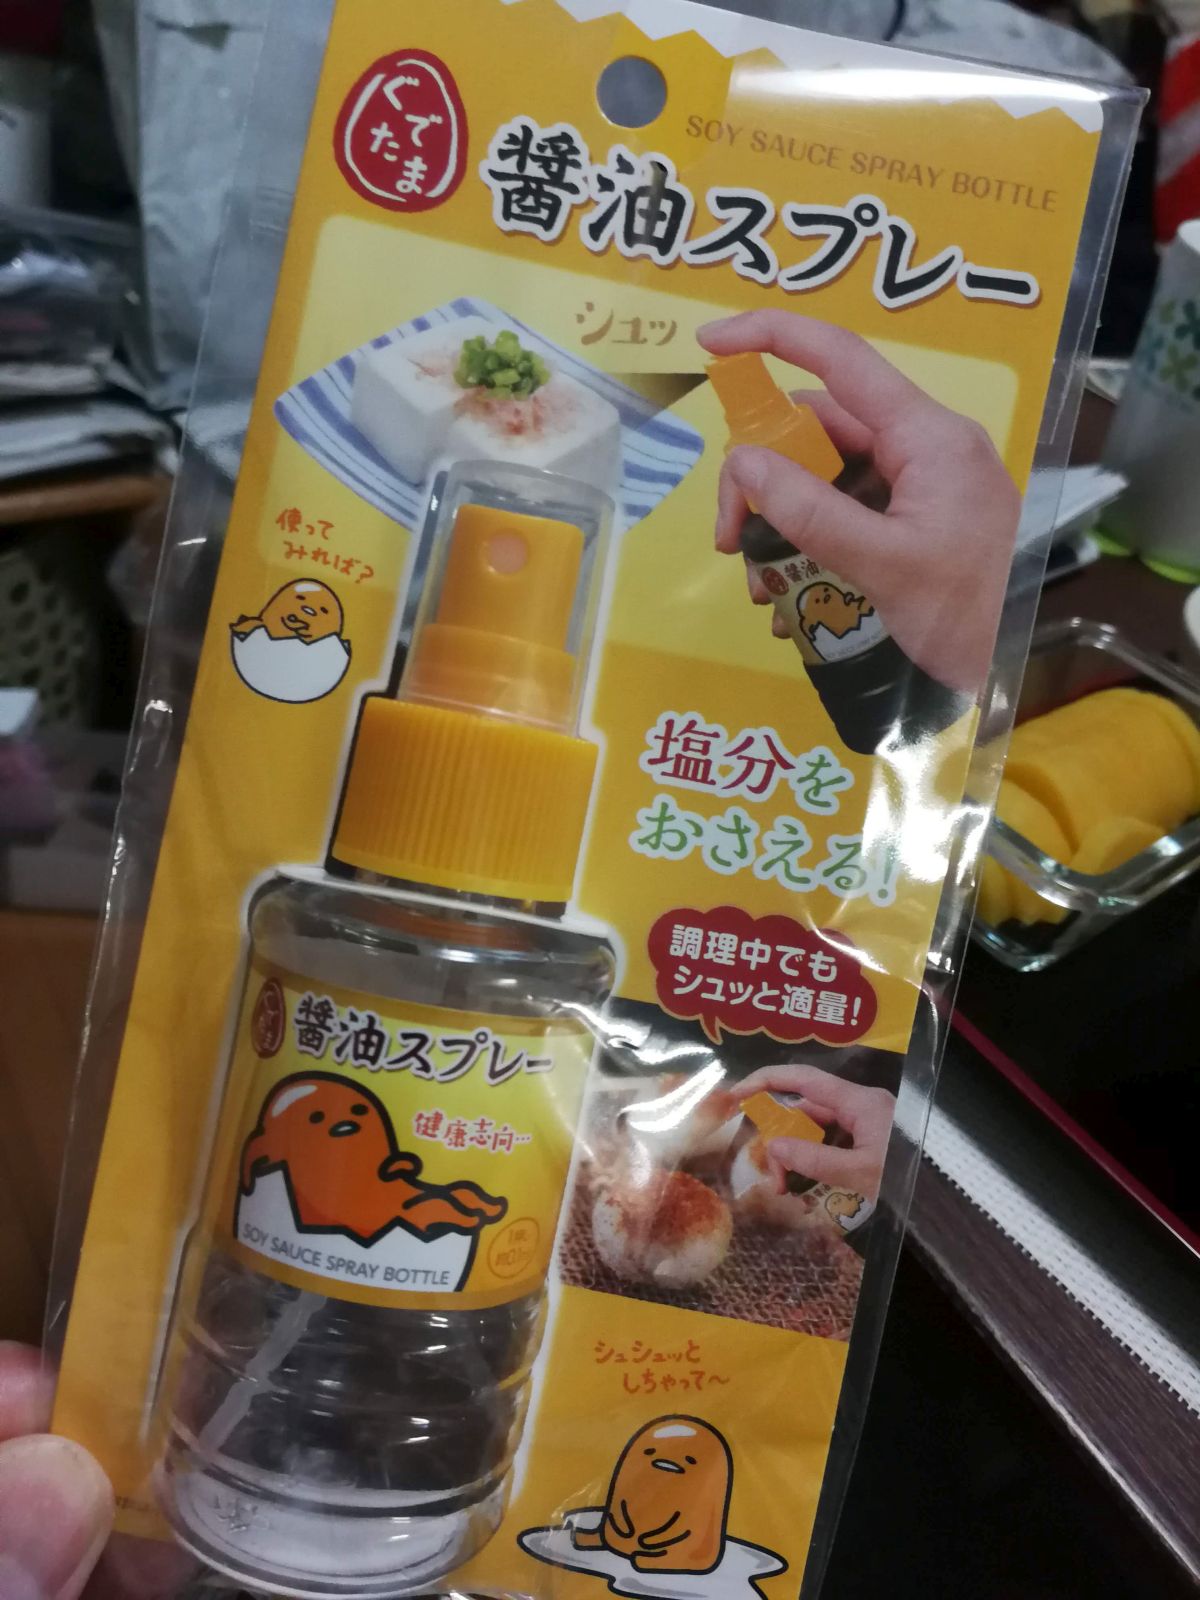 ぐでたま
SOY SAUCE SPRAY BOTTLE
醤油スプレー
シュッ
使って
みれば?
醤油
塩分を
おさえる!
調理中でも
シュッと適量!
醤油スプレー
健康志向…
SOY SAUCE SPRAY BOTTLE
シュシュッと
しちゃって〜